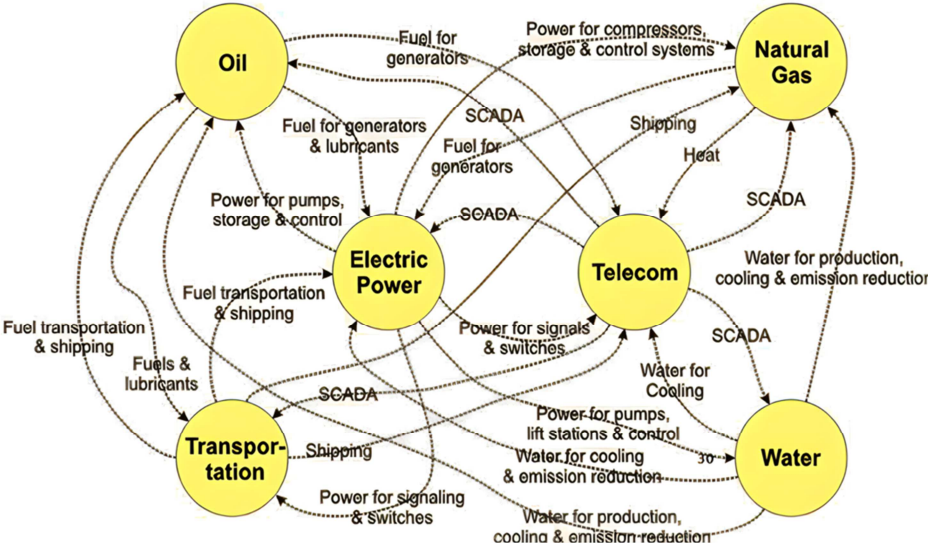 Oil
Fuel for
generators
Power for compressors,
storage & control systems
Natural
Gas
SCADA
Fuel for generators
& lubricants
Fuel for
generators
Shipping
Heat
Power for pumps,
storage & control
SCADA
SCADA
Electric
Power
Telecom
Water for production,
cooling & emission reduction
Fuel transportation
& shipping
Fuel transportation
& shipping
Power for signals
& switches
SCADA
Fuels &
lubricants
Water for
Cooling
SCADA
Power for pumps,
lift stations & control
Transpor-
tation
Shipping
Water for cooling
& emission reduction
30
Water
Power for signaling
& switches
Water for production,
cooling & emission reduction